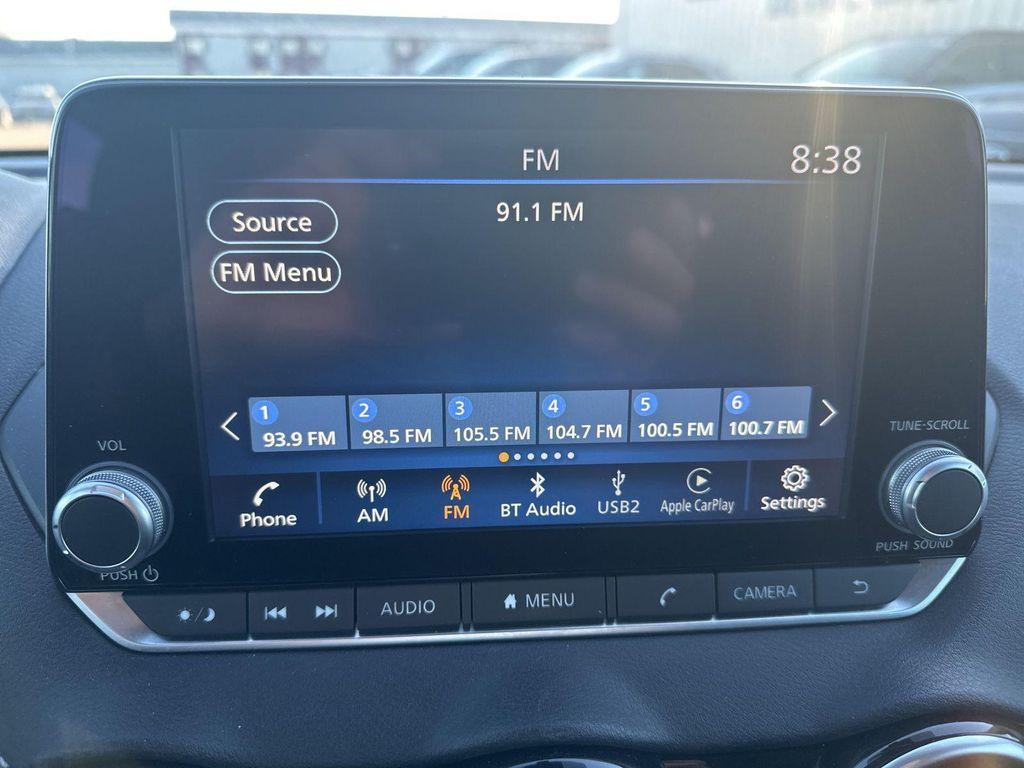 FM 8:38
Source
91.1 FM
FM Menu
1 2 3 4 5 6
93.9 FM 98.5 FM 105.5 FM 104.7 FM 100.5 FM 100.7 FM
VOL
TUNE·SCROLL
Phone AM FM BT Audio USB2 Apple CarPlay Settings
PUSH
PUSH SOUND
AUDIO MENU CAMERA